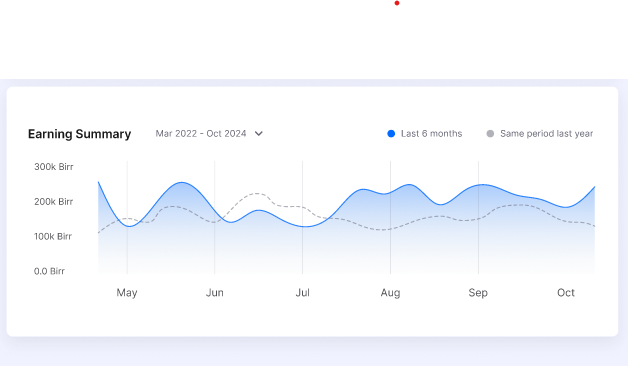 Earning Summary Mar 2022 - Oct 2024 Last 6 months Same period last year
300k Birr
200k Birr
100k Birr
0.0 Birr
May Jun Jul Aug Sep Oct